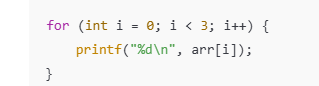 for (int i = 0; i < 3; i++) {
    printf("%d\n", arr[i]);
}